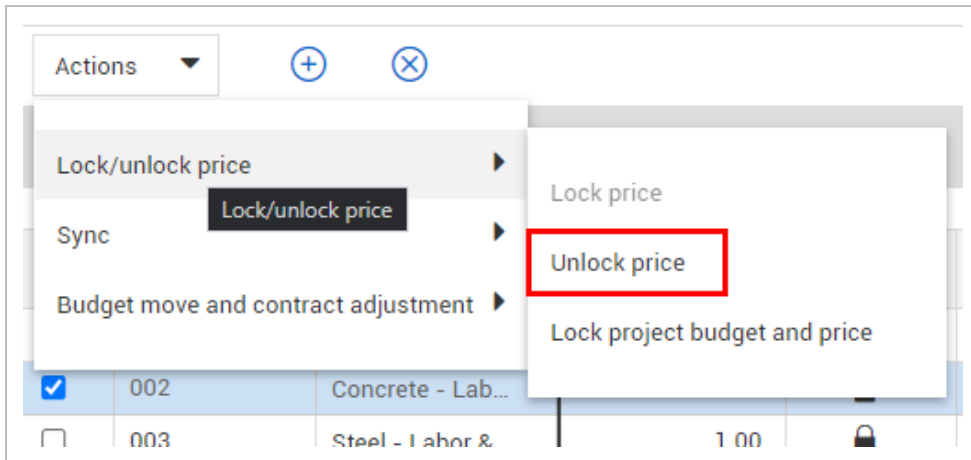 Actions
Lock/unlock price
Lock/unlock price
Sync
Budget move and contract adjustment
Lock price
Unlock price
Lock project budget and price
002 Concrete - Lab...
003 Steel - Labor & 1.00